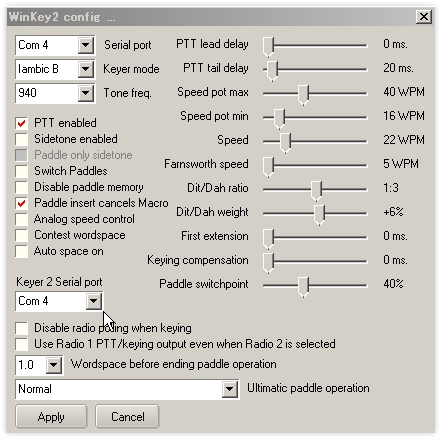 WinKey2 config ...
Com 4 Serial port
Iambic B Keyer mode
940 Tone freq.
PTT enabled
Sidetone enabled
Paddle only sidetone
Switch Paddles
Disable paddle memory
Paddle insert cancels Macro
Analog speed control
Contest wordspace
Auto space on
Keyer 2 Serial port
Com 4
PTT lead delay 0 ms.
PTT tail delay 20 ms.
Speed pot max 40 WPM
Speed pot min 16 WPM
Speed 22 WPM
Farnsworth speed 5 WPM
Dit/Dah ratio 1:3
Dit/Dah weight +6%
First extension 0 ms.
Keying compensation 0 ms.
Paddle switchpoint 40%
Disable radio polling when keying
Use Radio 1 PTT/keying output even when Radio 2 is selected
1.0 Wordspace before ending paddle operation
Normal Ultimatic paddle operation
Apply Cancel